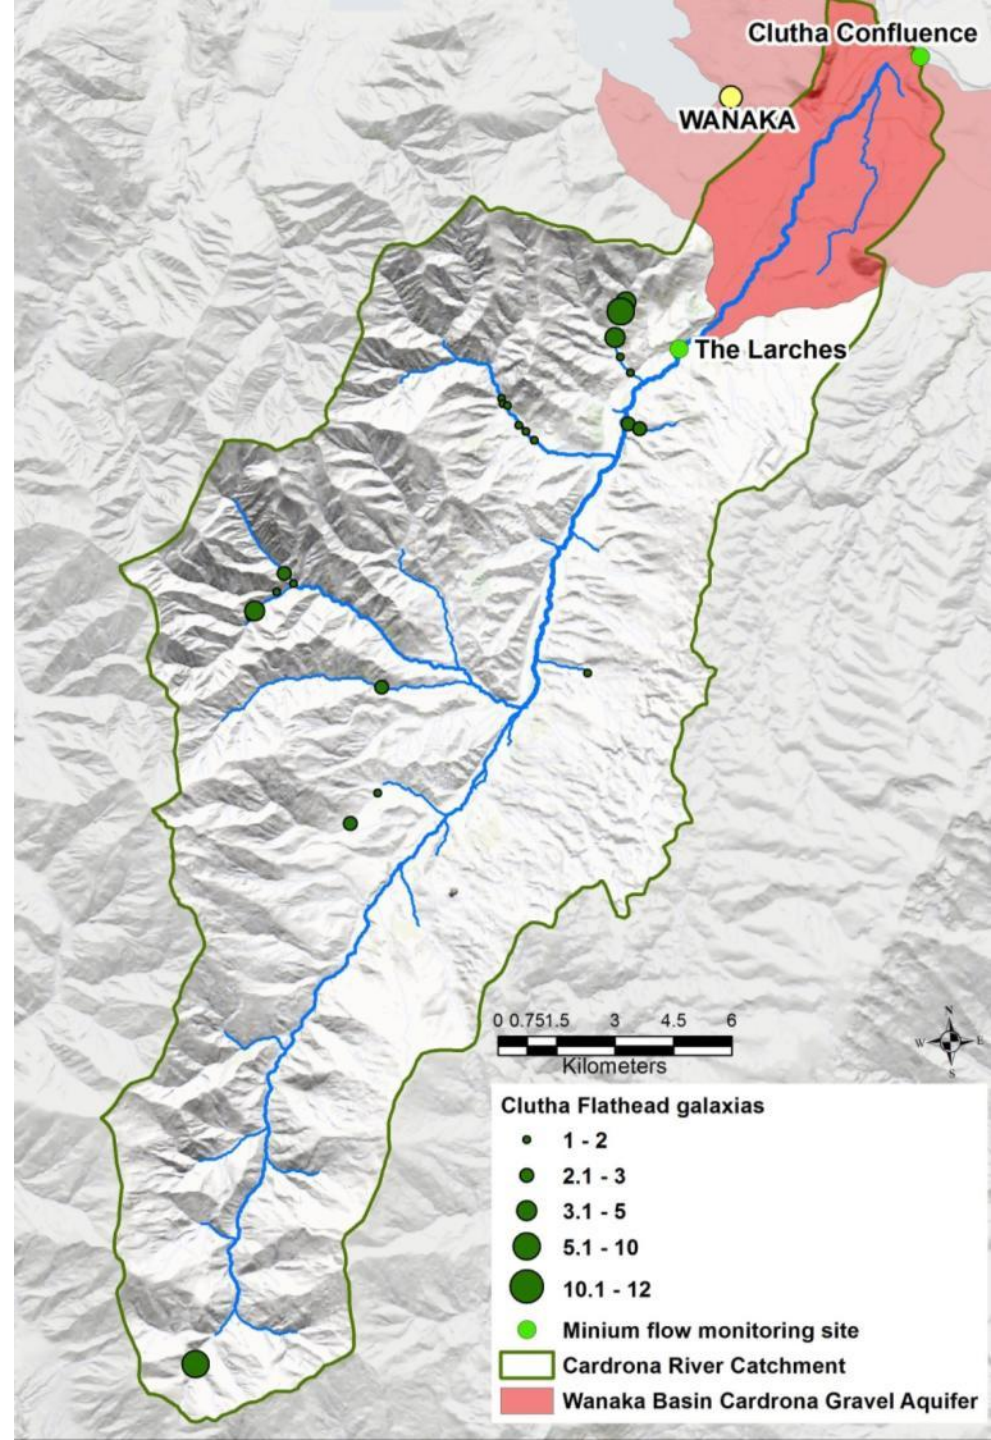 Clutha Confluence
WANAKA
The Larches
0 0.751.5 3 4.5 6
Kilometers
N
W E
S
Clutha Flathead galaxias
1 - 2
2.1 - 3
3.1 - 5
5.1 - 10
10.1 - 12
Minium flow monitoring site
Cardrona River Catchment
Wanaka Basin Cardrona Gravel Aquifer